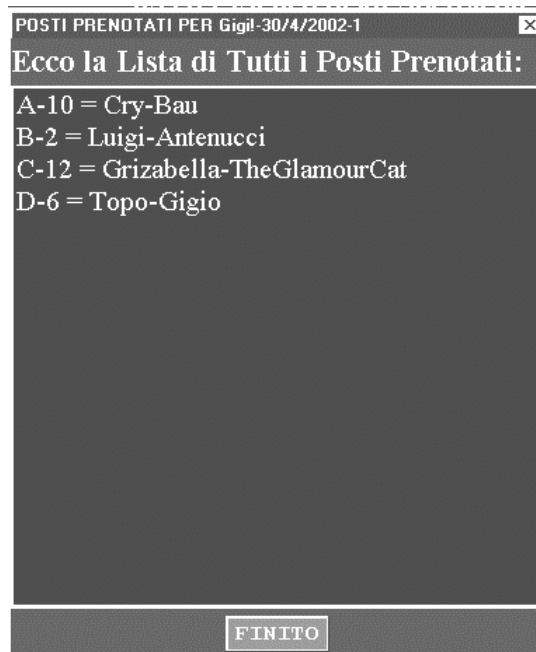 POSTI PRENOTATI PER Gigi!-30/4/2002-1
Ecco la Lista di Tutti i Posti Prenotati:
A-10 = Cry-Bau
B-2 = Luigi-Antenucci
C-12 = Grizabella-TheGlamourCat
D-6 = Topo-Gigio
FINITO